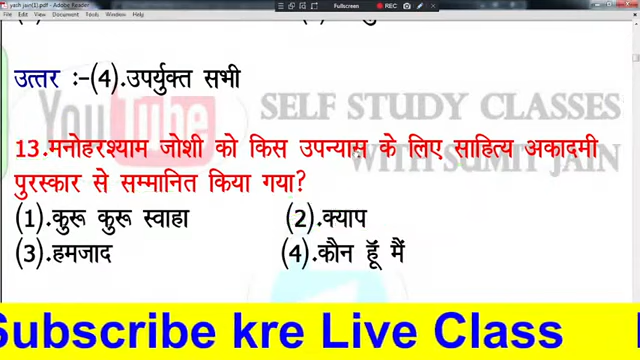 yash jain(1).pdf - Adobe Reader
Fullscreen
REC
File Edit View Document Tools Window Help
उत्तर :-(4).उपर्युक्त सभी
YouTube
SELF STUDY CLASSES
WITH SUMIT JAIN
13.मनोहरश्याम जोशी को किस उपन्यास के लिए साहित्य अकादमी
पुरस्कार से सम्मानित किया गया?
(1).कुरू कुरू स्वाहा (2).क्याप
(3).हमजाद (4).कौन हूँ मैं
Subscribe kre Live Class